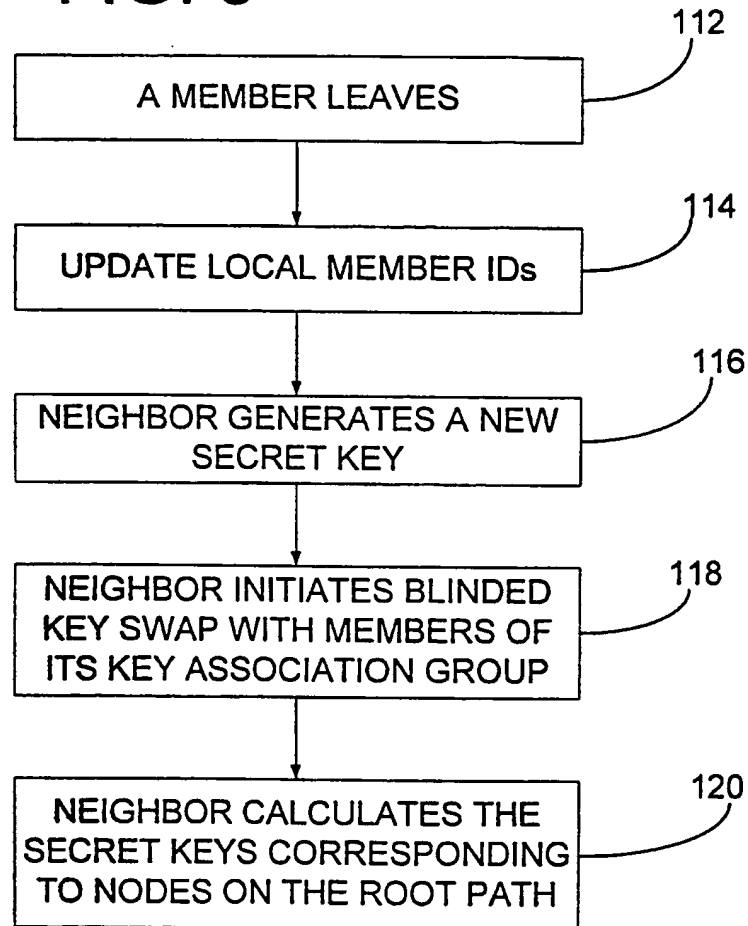 112
A MEMBER LEAVES
114
UPDATE LOCAL MEMBER IDs
116
NEIGHBOR GENERATES A NEW
SECRET KEY
118
NEIGHBOR INITIATES BLINDED
KEY SWAP WITH MEMBERS OF
ITS KEY ASSOCIATION GROUP
120
NEIGHBOR CALCULATES THE
SECRET KEYS CORRESPONDING
TO NODES ON THE ROOT PATH